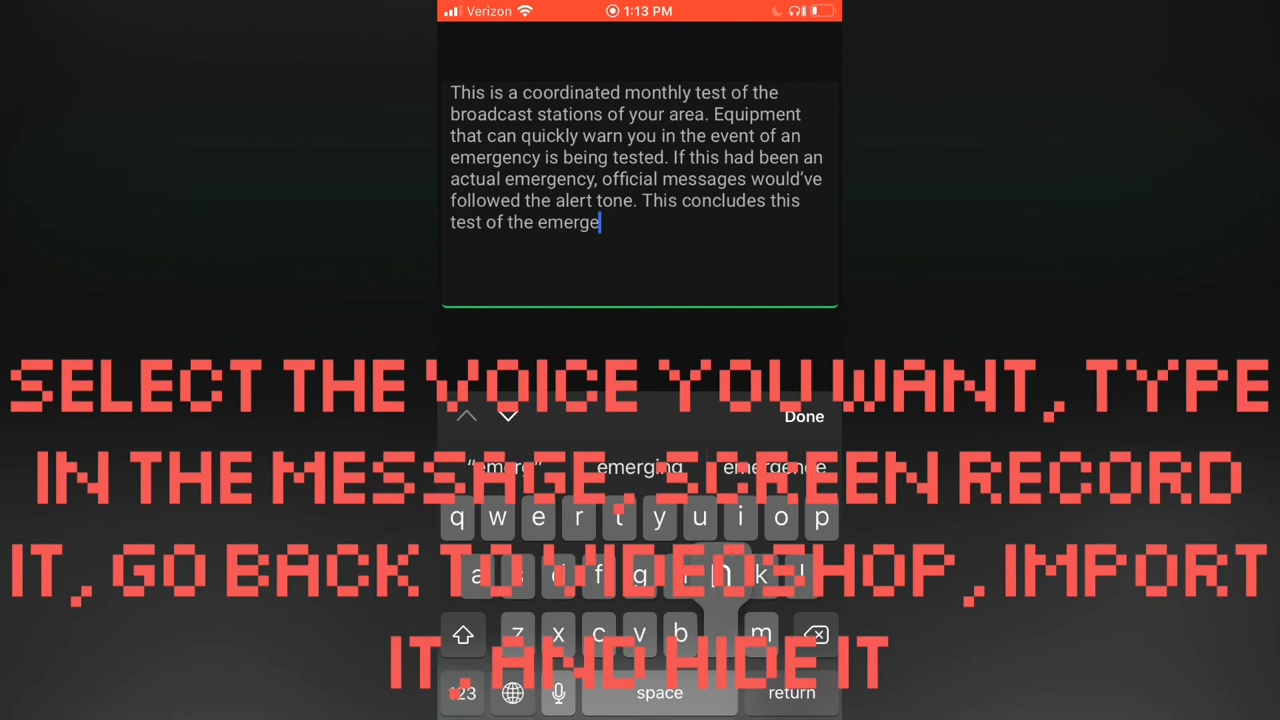 Verizon 1:13 PM
This is a coordinated monthly test of the
broadcast stations of your area. Equipment
that can quickly warn you in the event of an
emergency is being tested. If this had been an
actual emergency, official messages would’ve
followed the alert tone. This concludes this
test of the emerge
SELECT THE VOICE YOU WANT, TYPE
IN THE MESSAGE, SCREEN RECORD
IT, GO BACK TO VIDEOSHOP, IMPORT
IT, AND HIDE IT
Done
“emerg” emerging emergence
q w e r t y u i o p
a s d f g n k l
z x c v b m
123 space return